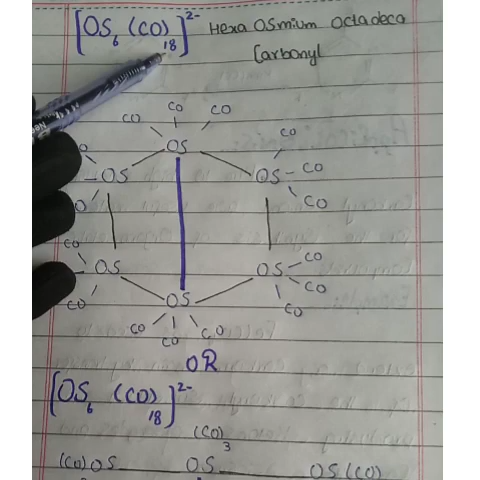 [OS6 (CO)18]2- Hexa OSmium Octadeca
Carbonyl
CO CO CO
OS CO
OS OS CO
CO
CO
OS OS CO
CO CO
OS CO
CO CO CO
OR
[OS6 (CO)18]2-
(CO)3
(CO)OS OS OS(CO)